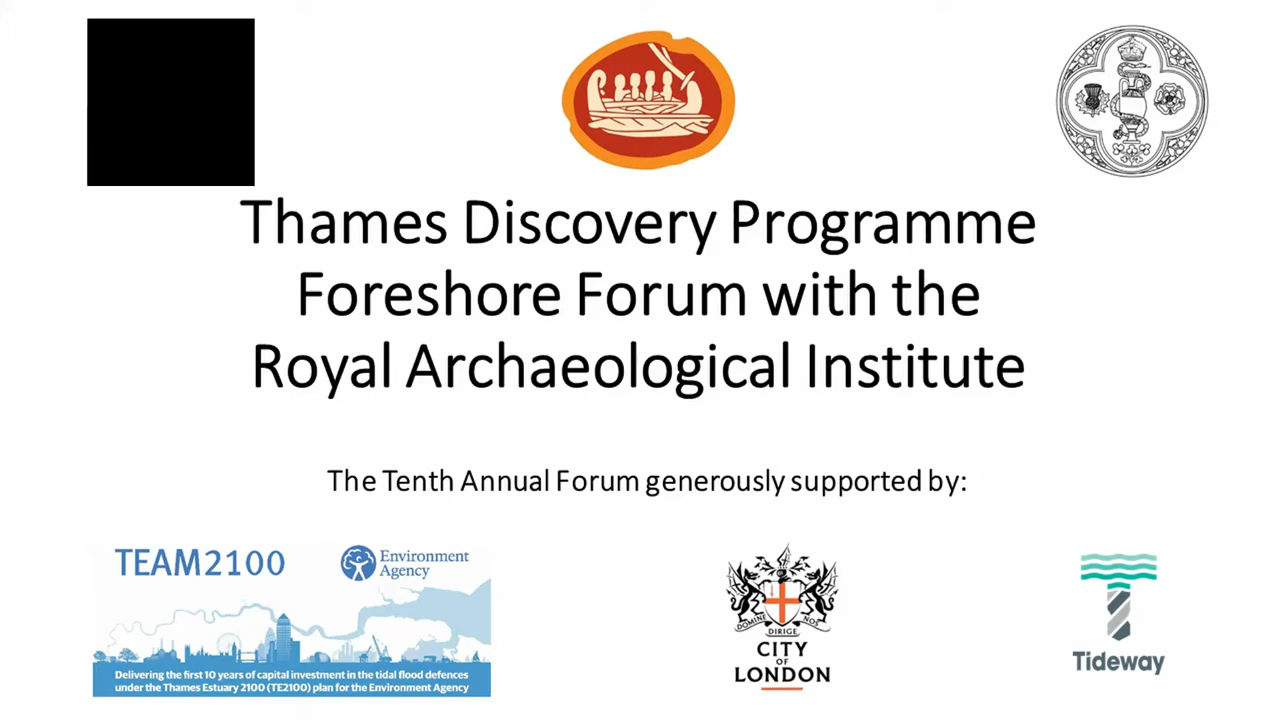 Thames Discovery Programme
Foreshore Forum with the
Royal Archaeological Institute
The Tenth Annual Forum generously supported by:
TEAM2100
Environment
Agency
Delivering the first 10 years of capital investment in the tidal flood defences
under the Thames Estuary 2100 (TE2100) plan for the Environment Agency
DOMINE DIRIGE NOS
CITY
OF
LONDON
Tideway